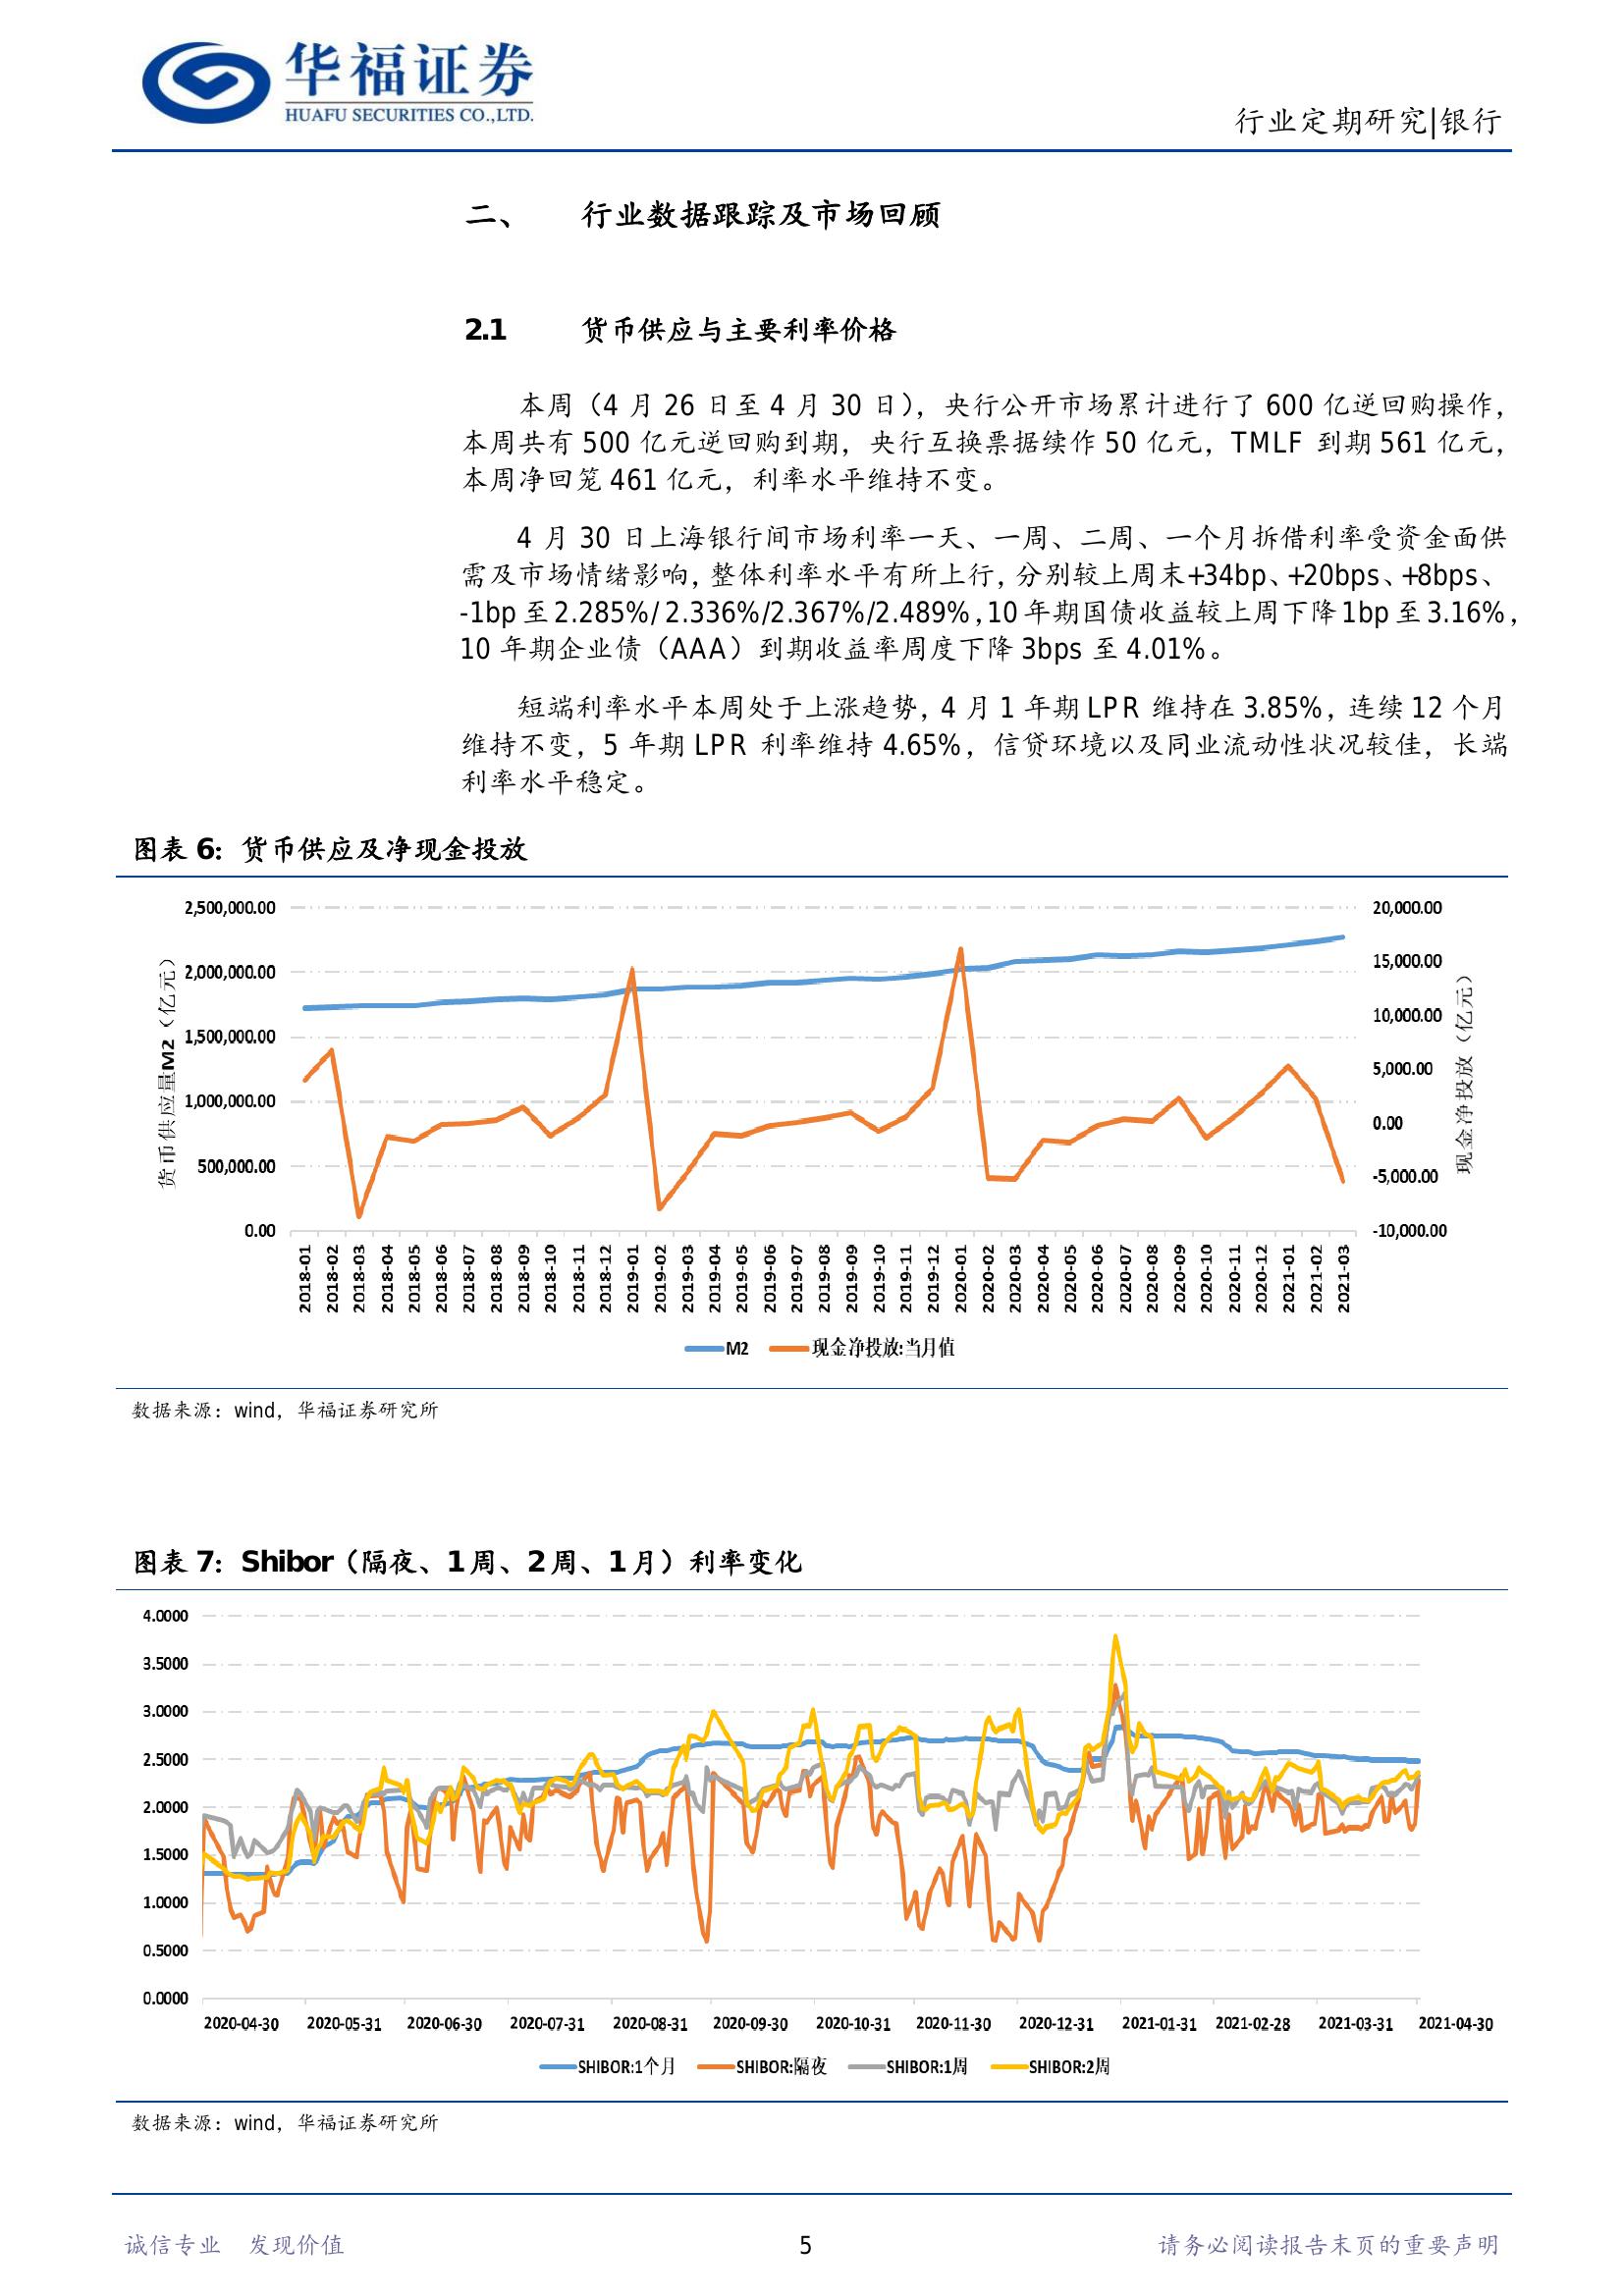 华福证券
HUAFU SECURITIES CO.,LTD.
行业定期研究|银行
二、 行业数据跟踪及市场回顾
2.1 货币供应与主要利率价格
本周（4 月 26 日至 4 月 30 日），央行公开市场累计进行了 600 亿逆回购操作，
本周共有 500 亿元逆回购到期，央行互换票据续作 50 亿元，TMLF 到期 561 亿元，
本周净回笼 461 亿元，利率水平维持不变。
4 月 30 日上海银行间市场利率一天、一周、二周、一个月拆借利率受资金面供
需及市场情绪影响，整体利率水平有所上行，分别较上周末+34bp、+20bps、+8bps、
-1bp 至 2.285%/ 2.336%/2.367%/2.489%，10 年期国债收益较上周下降 1bp 至 3.16%，
10 年期企业债（AAA）到期收益率周度下降 3bps 至 4.01%。
短端利率水平本周处于上涨趋势，4 月 1 年期 LPR 维持在 3.85%，连续 12 个月
维持不变，5 年期 LPR 利率维持 4.65%，信贷环境以及同业流动性状况较佳，长端
利率水平稳定。
图表 6：货币供应及净现金投放
货币供应量M2（亿元）
2,500,000.00
2,000,000.00
1,500,000.00
1,000,000.00
500,000.00
0.00
20,000.00
15,000.00
10,000.00
5,000.00
0.00
-5,000.00
-10,000.00
现金净投放（亿元）
2018-01
2018-02
2018-03
2018-04
2018-05
2018-06
2018-07
2018-08
2018-09
2018-10
2018-11
2018-12
2019-01
2019-02
2019-03
2019-04
2019-05
2019-06
2019-07
2019-08
2019-09
2019-10
2019-11
2019-12
2020-01
2020-02
2020-03
2020-04
2020-05
2020-06
2020-07
2020-08
2020-09
2020-10
2020-11
2020-12
2021-01
2021-02
2021-03
M2 现金净投放:当月值
数据来源：wind，华福证券研究所
图表 7：Shibor（隔夜、1 周、2 周、1 月）利率变化
4.0000
3.5000
3.0000
2.5000
2.0000
1.5000
1.0000
0.5000
0.0000
2020-04-30 2020-05-31 2020-06-30 2020-07-31 2020-08-31 2020-09-30 2020-10-31 2020-11-30 2020-12-31 2021-01-31 2021-02-28 2021-03-31 2021-04-30
SHIBOR:1个月 SHIBOR:隔夜 SHIBOR:1周 SHIBOR:2周
数据来源：wind，华福证券研究所
诚信专业 发现价值 5 请务必阅读报告末页的重要声明